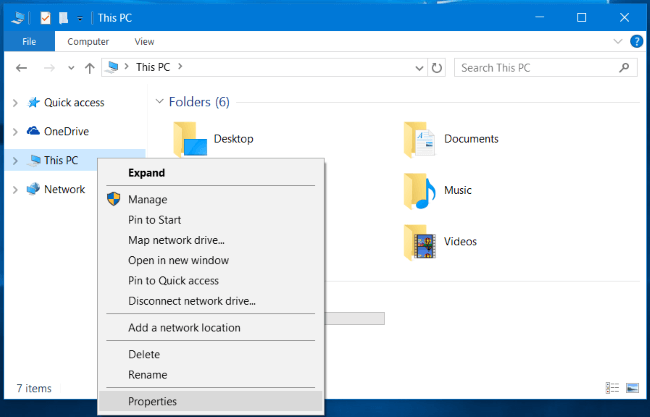 This PC
File Computer View
This PC
Search This PC
Quick access
OneDrive
This PC
Network
Folders (6)
Desktop
Documents
Music
Videos
Expand
Manage
Pin to Start
Map network drive...
Open in new window
Pin to Quick access
Disconnect network drive...
Add a network location
Delete
Rename
Properties
7 items